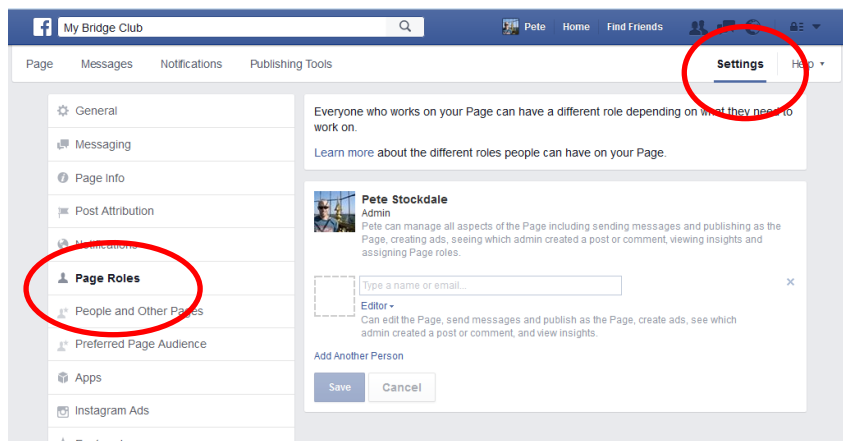 f My Bridge Club Pete Home Find Friends
Page Messages Notifications Publishing Tools Settings Help
General
Messaging
Page Info
Post Attribution
Notifications
Page Roles
People and Other Pages
Preferred Page Audience
Apps
Instagram Ads
Everyone who works on your Page can have a different role depending on what they need to
work on.
Learn more about the different roles people can have on your Page.
Pete Stockdale
Admin
Pete can manage all aspects of the Page including sending messages and publishing as the
Page, creating ads, seeing which admin created a post or comment, viewing insights and
assigning Page roles.
Type a name or email...
Editor
Can edit the Page, send messages and publish as the Page, create ads, see which
admin created a post or comment, and view insights.
Add Another Person
Save Cancel